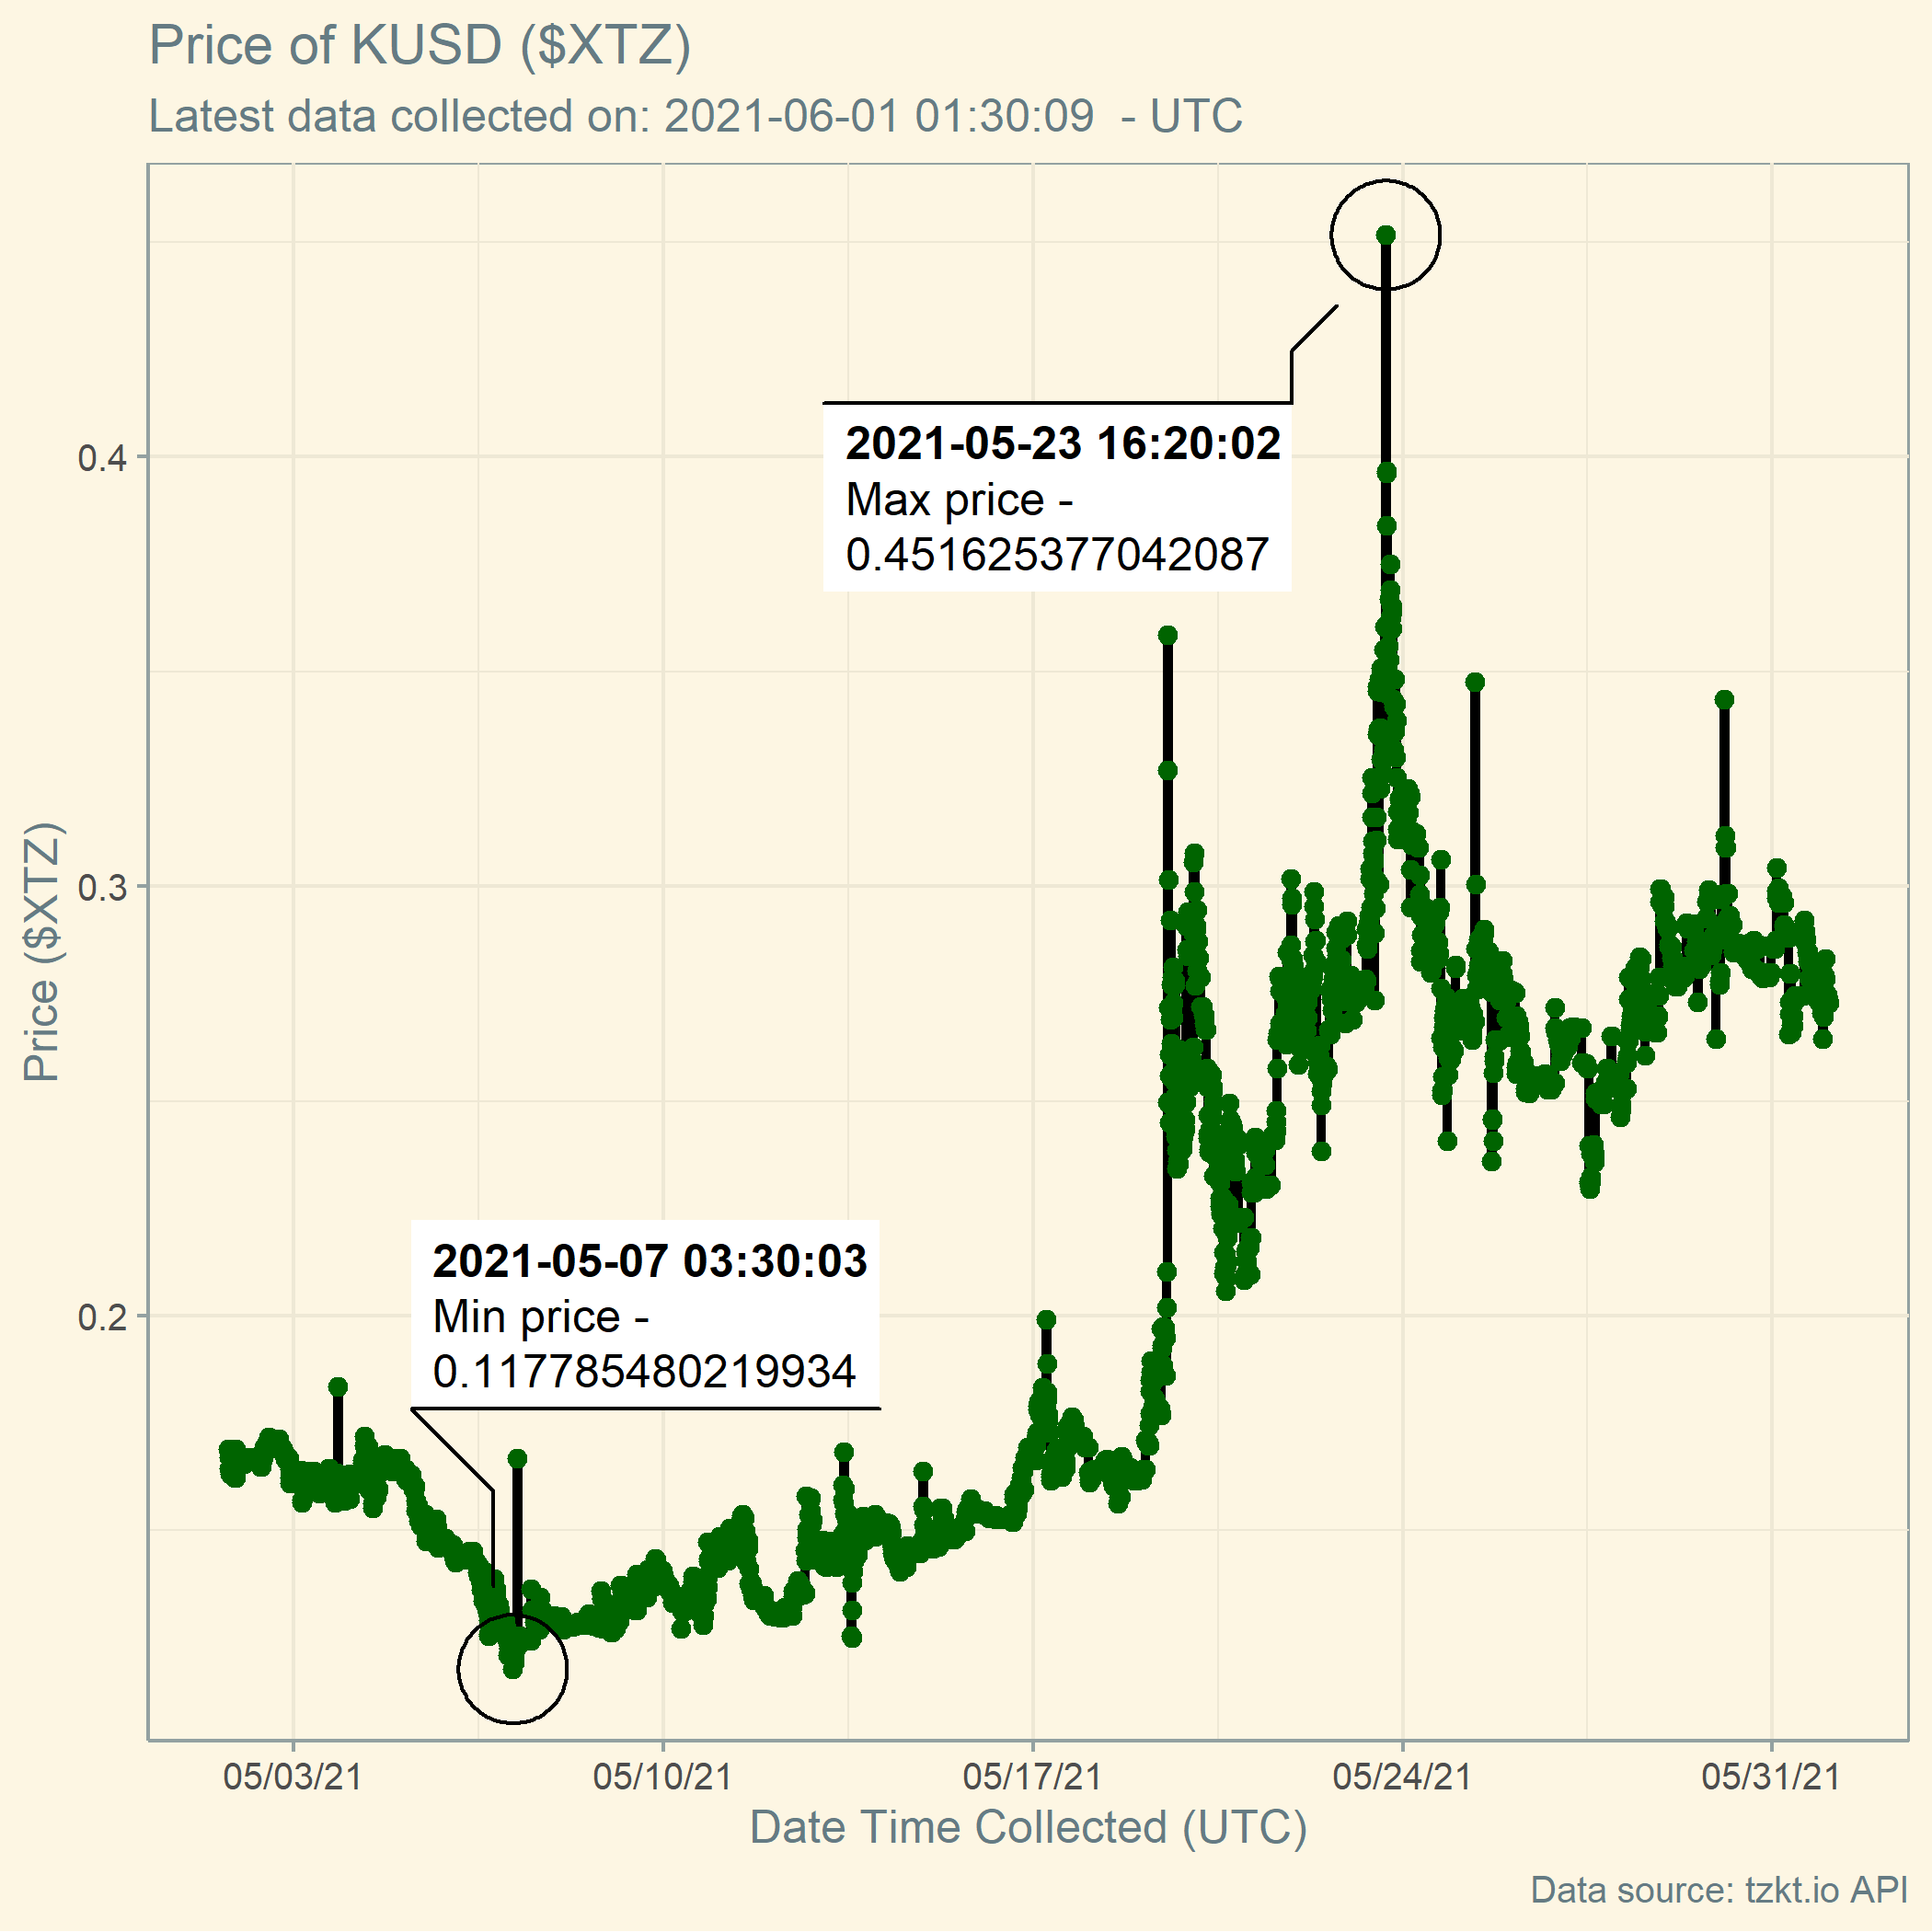 Price of KUSD ($XTZ)
Latest data collected on: 2021-06-01 01:30:09  - UTC
2021-05-23 16:20:02
Max price -
0.451625377042087
2021-05-07 03:30:03
Min price -
0.117785480219934
Price ($XTZ)
0.4
0.3
0.2
05/03/21
05/10/21
05/17/21
05/24/21
05/31/21
Date Time Collected (UTC)
Data source: tzkt.io API